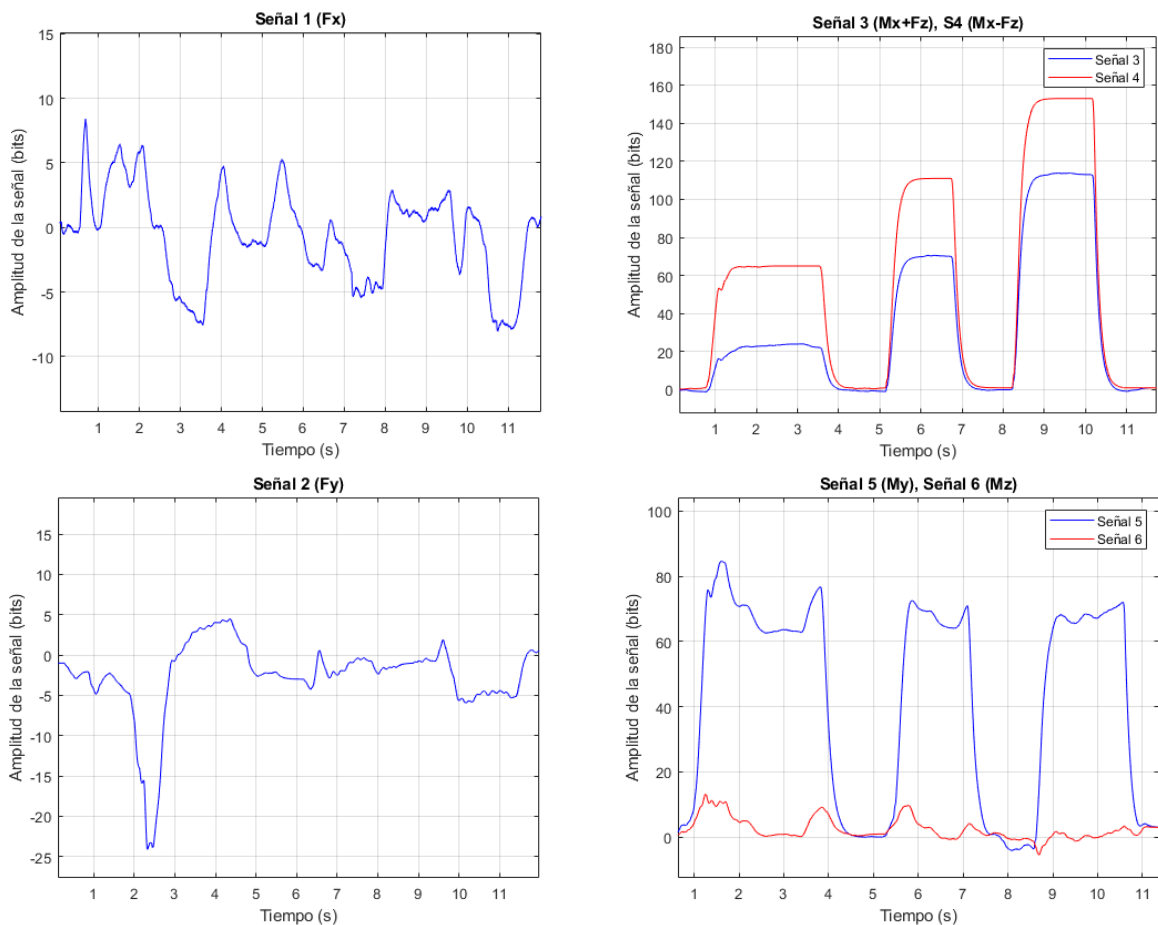 Señal 1 (Fx)
15
10
5
0
-5
-10
1 2 3 4 5 6 7 8 9 10 11
Tiempo (s)
Amplitud de la señal (bits)
Señal 3 (Mx+Fz), S4 (Mx-Fz)
180
160
140
120
100
80
60
40
20
0
1 2 3 4 5 6 7 8 9 10 11
Tiempo (s)
Amplitud de la señal (bits)
Señal 3
Señal 4
Señal 2 (Fy)
15
10
5
0
-5
-10
-15
-20
-25
1 2 3 4 5 6 7 8 9 10 11
Tiempo (s)
Amplitud de la señal (bits)
Señal 5 (My), Señal 6 (Mz)
100
80
60
40
20
0
1 2 3 4 5 6 7 8 9 10 11
Tiempo (s)
Amplitud de la señal (bits)
Señal 5
Señal 6